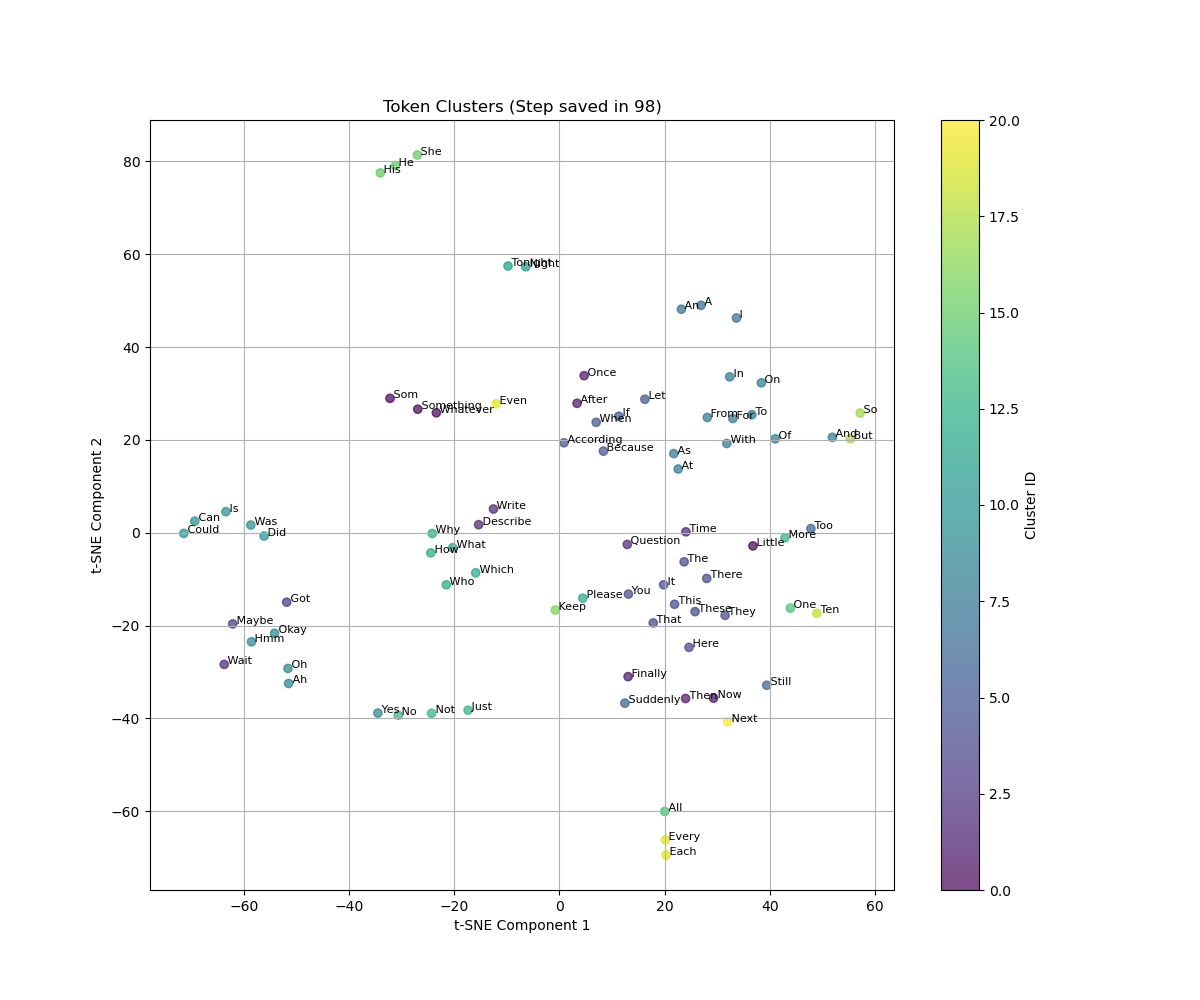 Token Clusters (Step saved in 98)
20.0
80
She
He
His
17.5
60
Tonight
Night
An
A
I
15.0
40
Once
In
On
Som
Something
Whatever
Even
After
Let
When
If
From
For
To
So
12.5
20
According
Because
With
Of
And
But
As
At
10.0
Is
Can
Could
Was
Did
Write
Describe
0
Why
What
How
Which
Who
Time
Question
Too
More
Little
The
There
7.5
Got
Maybe
Okay
Hmm
Wait
Oh
Ah
Keep
Please
You
It
This
These
They
That
One
Ten
−20
Here
5.0
Finally
Suddenly
Then
Now
Still
Next
Yes
No
Not
Just
−40
2.5
All
Every
Each
−60
0.0
−60
−40
−20
0
20
40
60
t-SNE Component 1
t-SNE Component 2
Cluster ID